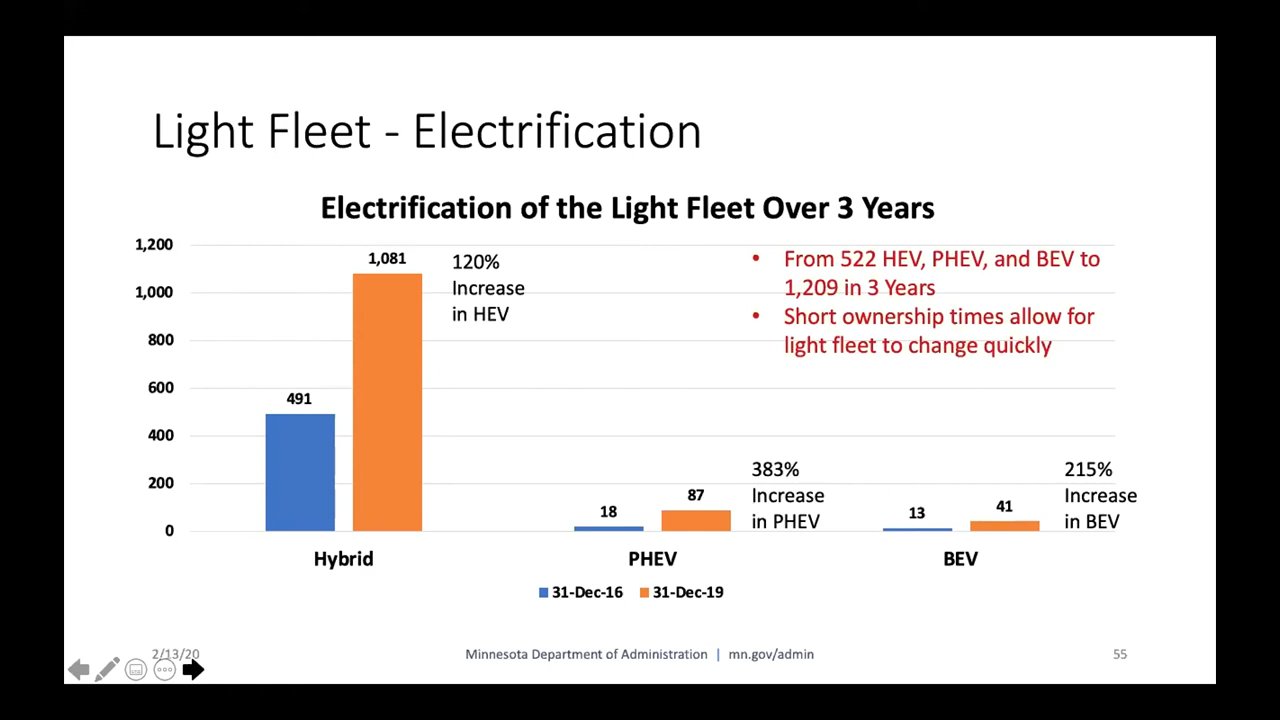 Light Fleet - Electrification
Electrification of the Light Fleet Over 3 Years
1,200
1,000
800
600
400
200
0
491
1,081
120%
Increase
in HEV
• From 522 HEV, PHEV, and BEV to
1,209 in 3 Years
• Short ownership times allow for
light fleet to change quickly
18
87
383%
Increase
in PHEV
13
41
215%
Increase
in BEV
Hybrid
PHEV
BEV
31-Dec-16
31-Dec-19
2/13/20
Minnesota Department of Administration | mn.gov/admin
55